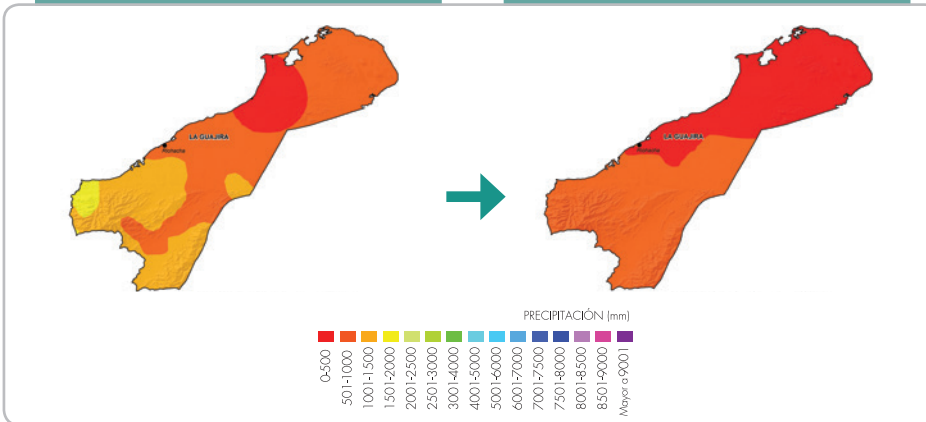 LA GUAJIRA
Riohacha
LA GUAJIRA
Riohacha
PRECIPITACIÓN (mm)
0-500
501-1000
1001-1500
1501-2000
2001-2500
2501-3000
3001-4000
4001-5000
5001-6000
6001-7000
7001-7500
7501-8000
8001-8500
8501-9000
Mayor a 9001